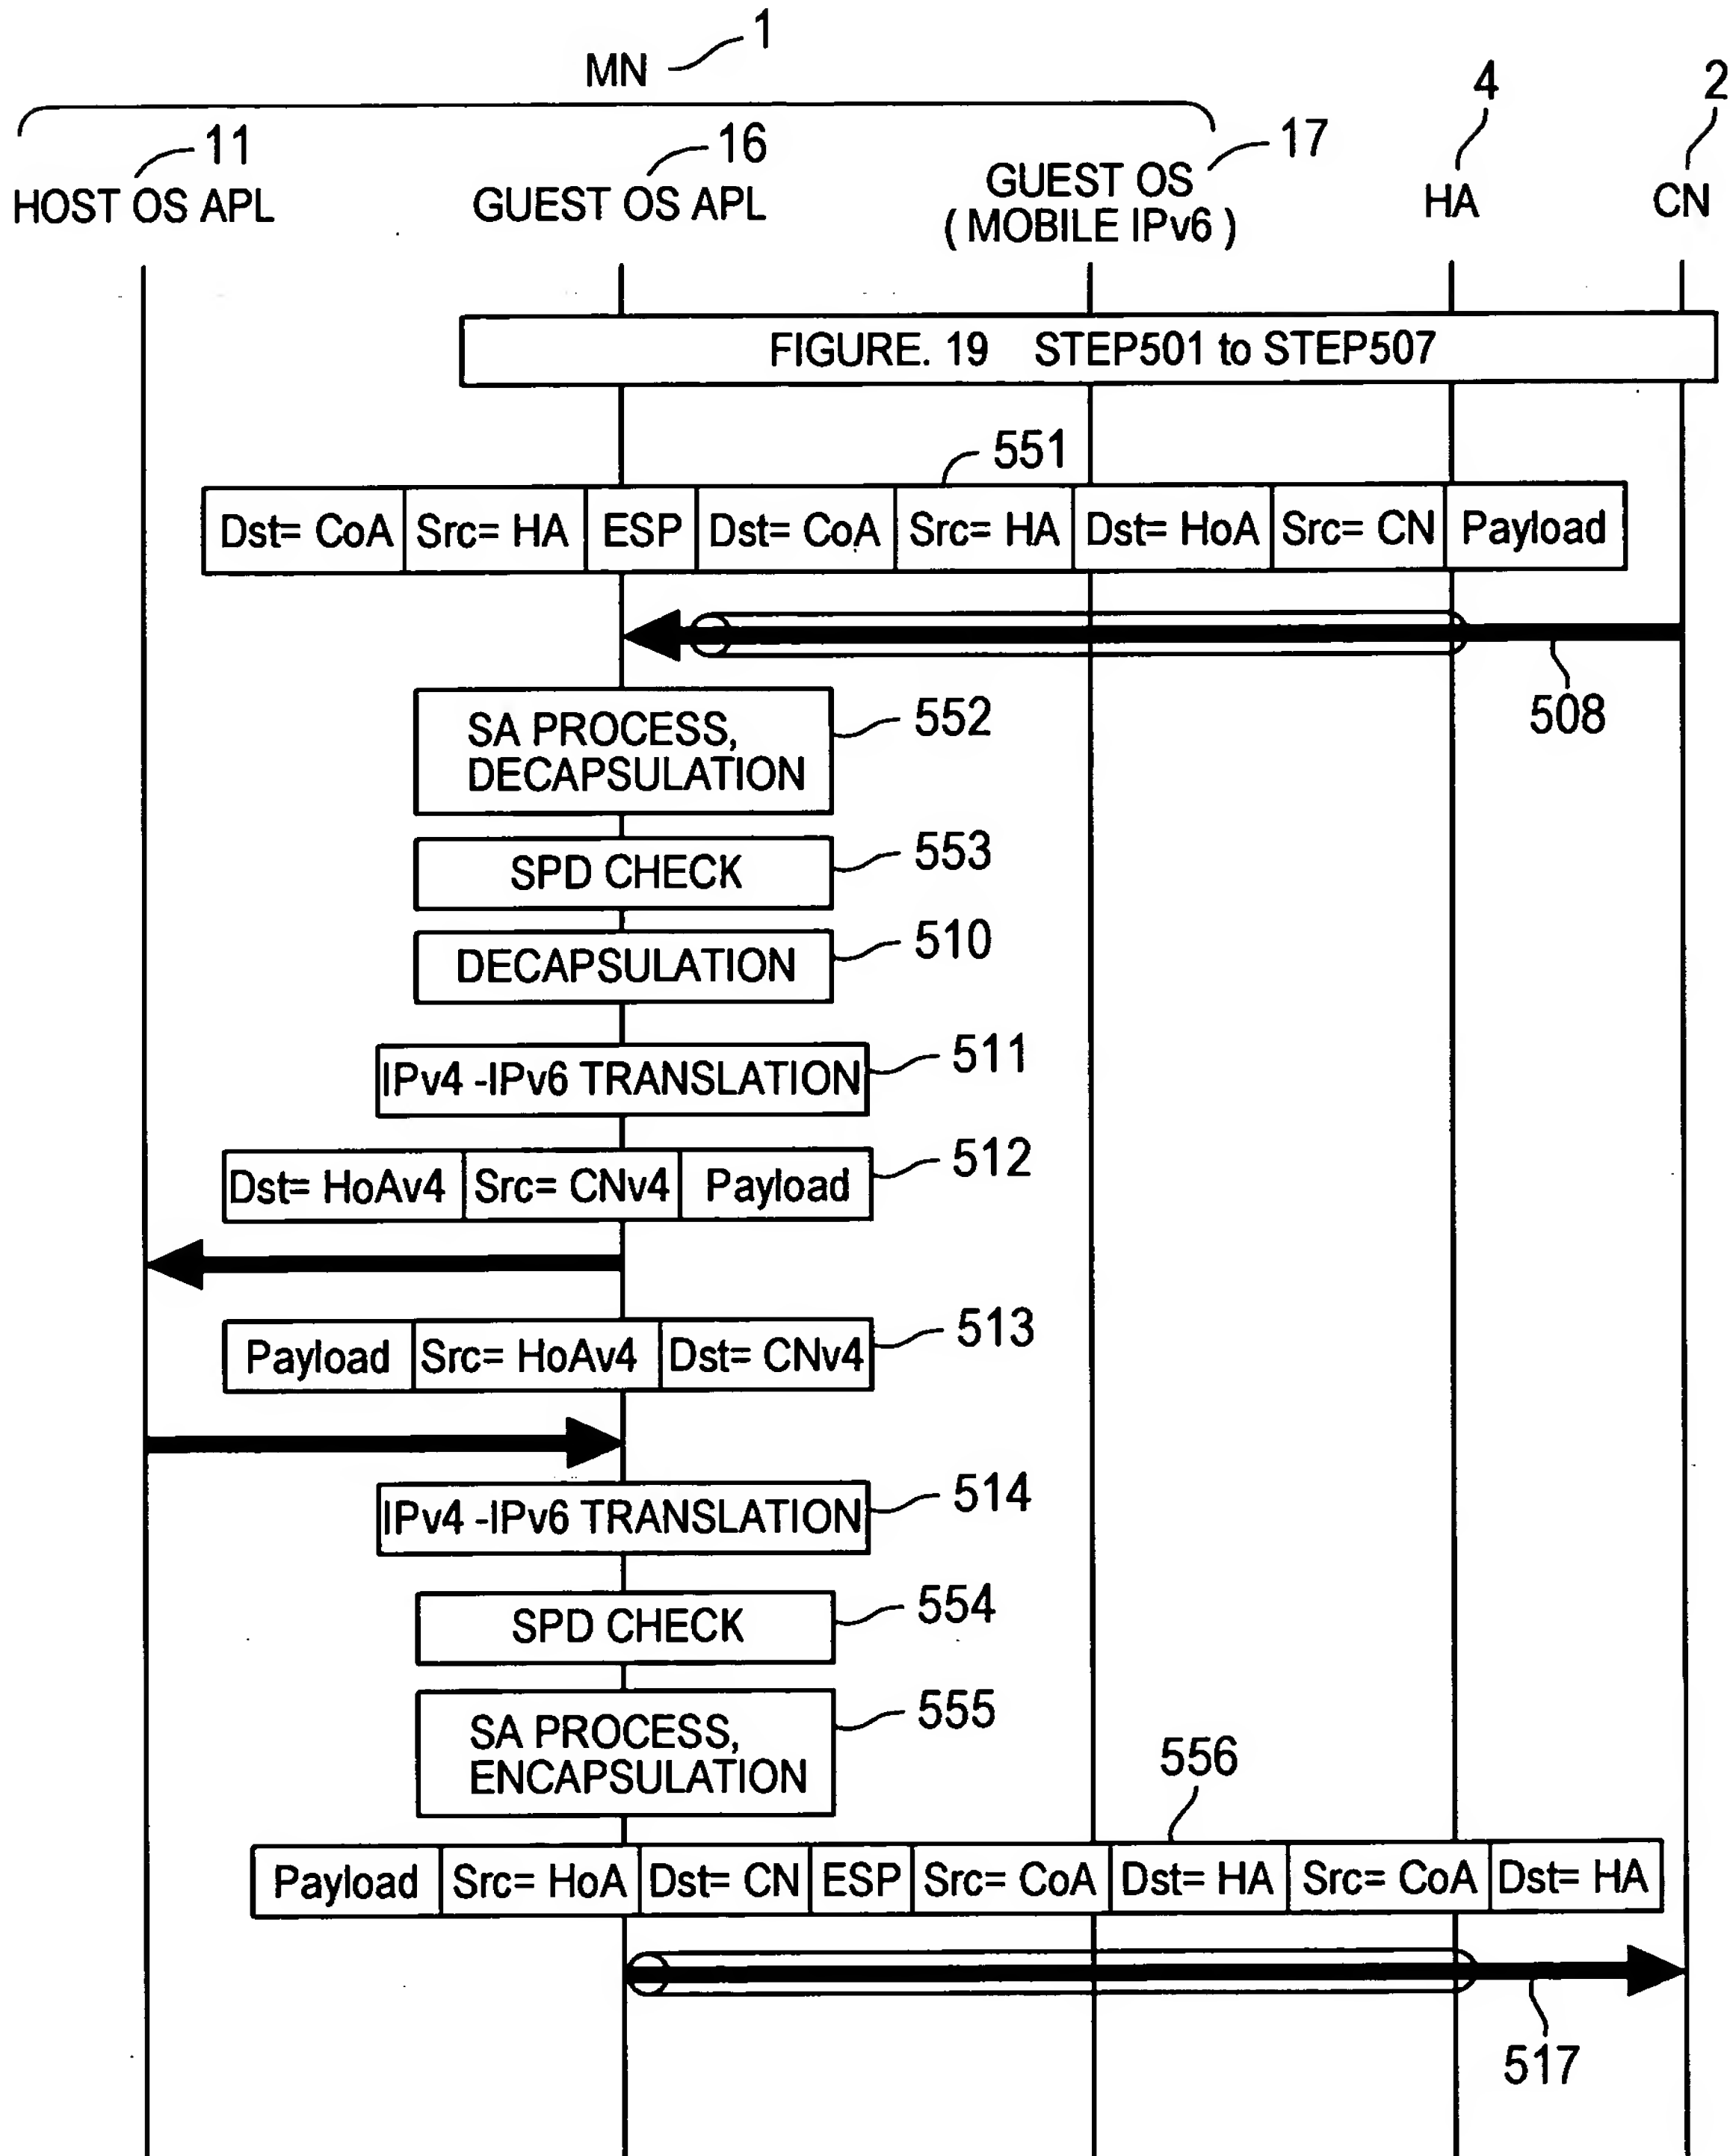 MN 1
11 16 17 4 2
HOST OS APL GUEST OS APL GUEST OS HA CN
( MOBILE IPv6 )
FIGURE. 19 STEP501 to STEP507
551
Dst= CoA Src= HA ESP Dst= CoA Src= HA Dst= HoA Src= CN Payload
508
SA PROCESS, 552
DECAPSULATION
SPD CHECK 553
DECAPSULATION 510
IPv4 -IPv6 TRANSLATION 511
Dst= HoAv4 Src= CNv4 Payload 512
Payload Src= HoAv4 Dst= CNv4 513
IPv4 -IPv6 TRANSLATION 514
SPD CHECK 554
SA PROCESS, 555
ENCAPSULATION
556
Payload Src= HoA Dst= CN ESP Src= CoA Dst= HA Src= CoA Dst= HA
517